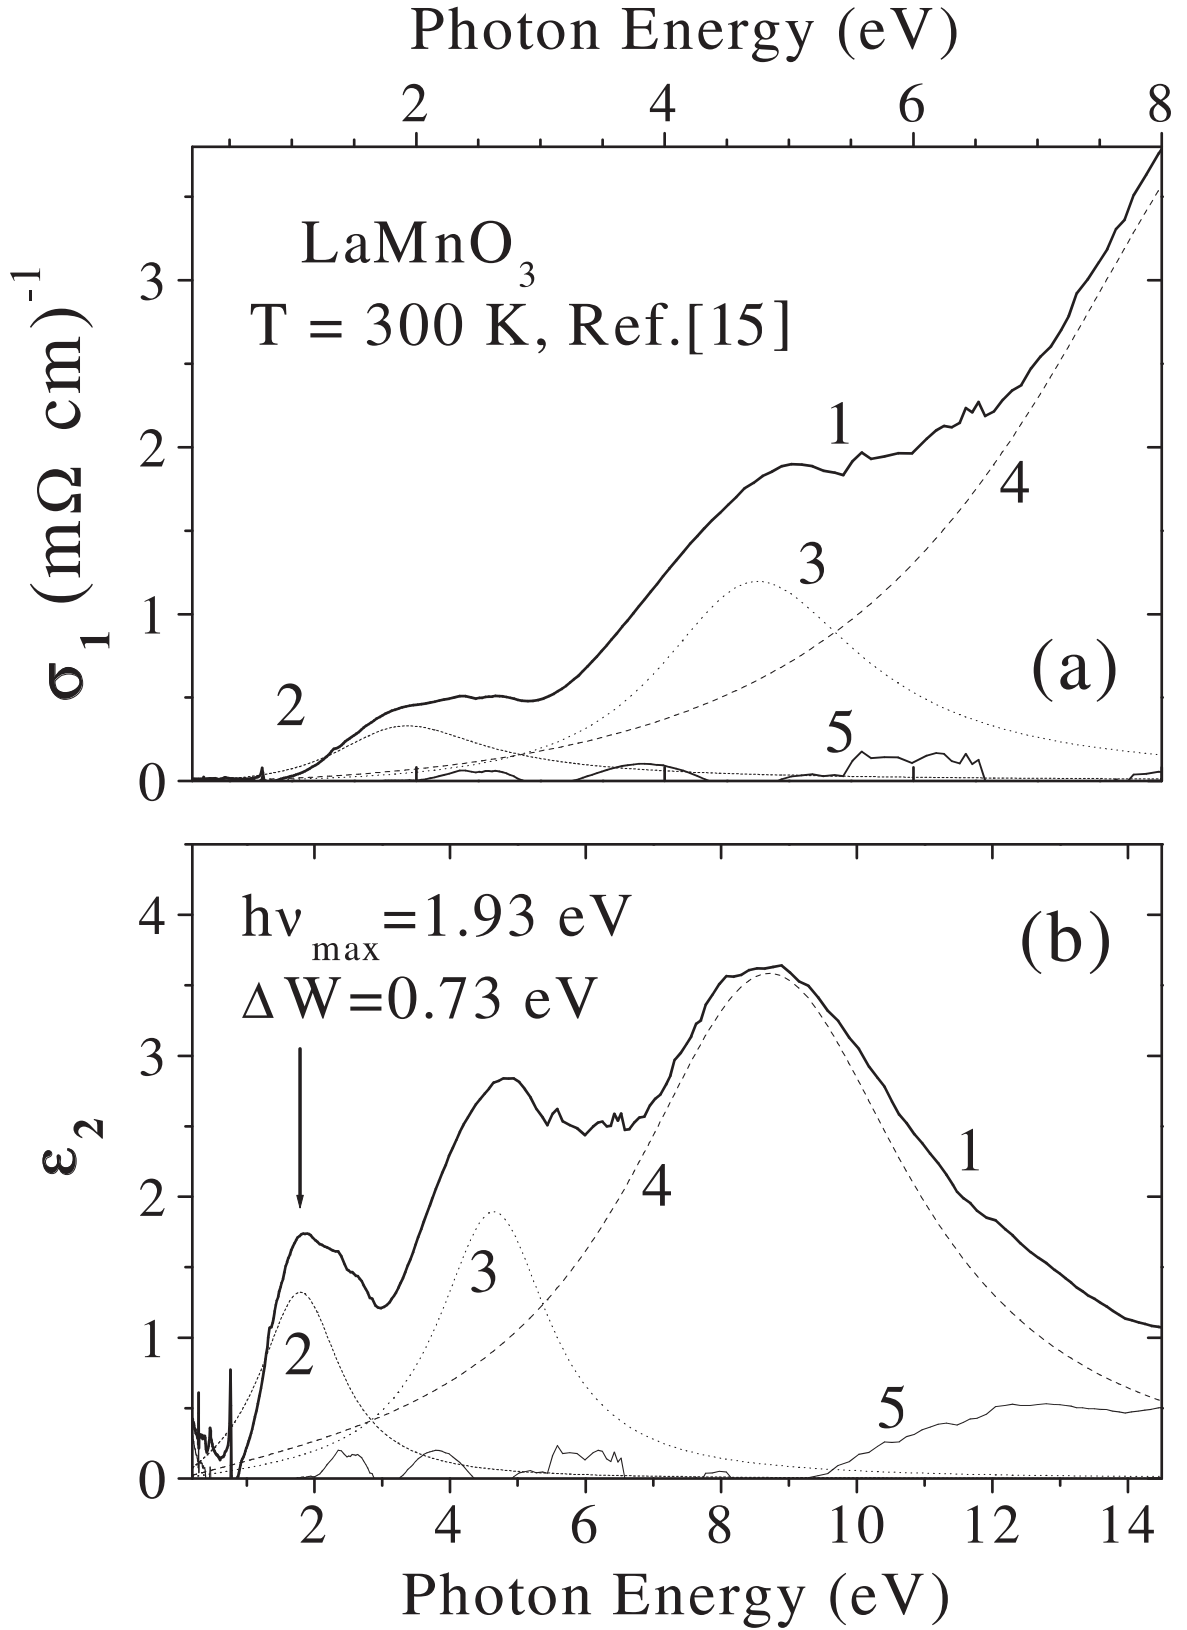 Photon Energy (eV)
2 4 6 8
LaMnO3
T = 300 K, Ref.[15]
σ1 (mΩ cm)-1
3
2
1
0
1
2
3
4
5
(a)
hνmax=1.93 eV
ΔW=0.73 eV
(b)
ε2
4
3
2
1
0
1
2
3
4
5
2 4 6 8 10 12 14
Photon Energy (eV)